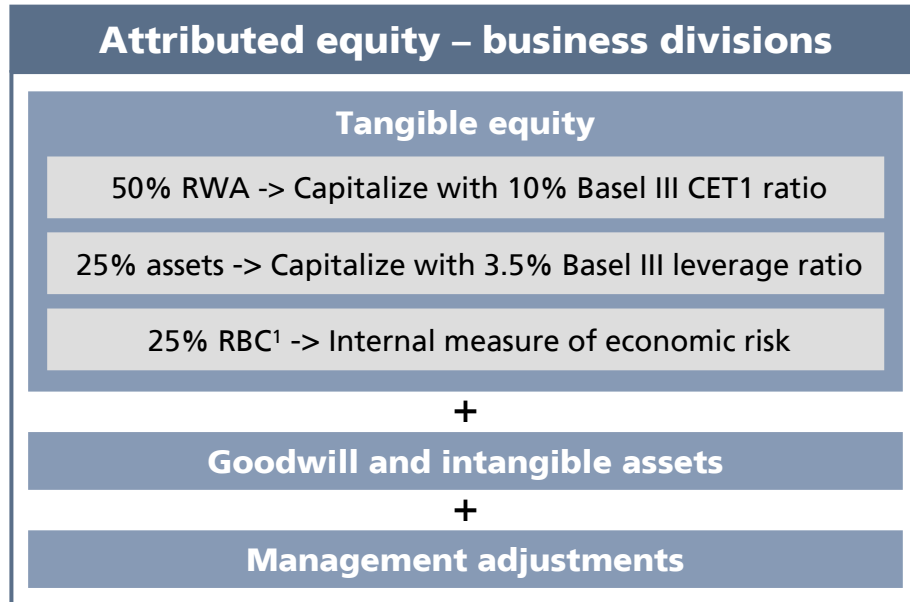 Attributed equity – business divisions
Tangible equity
50% RWA -> Capitalize with 10% Basel III CET1 ratio
25% assets -> Capitalize with 3.5% Basel III leverage ratio
25% RBC¹ -> Internal measure of economic risk
+
Goodwill and intangible assets
+
Management adjustments